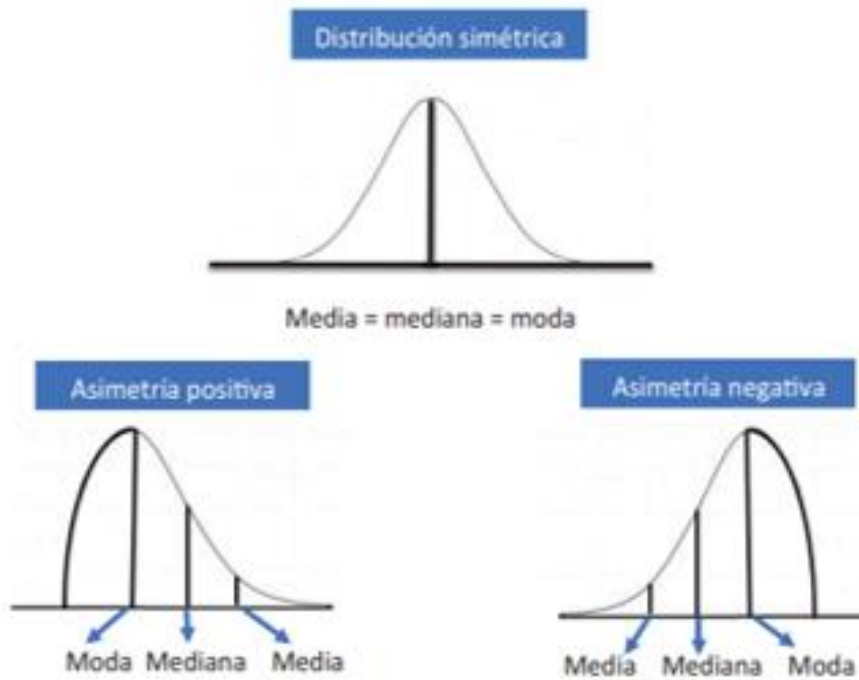 Distribución simétrica
Media = mediana = moda
Asimetría positiva
Asimetría negativa
Moda Mediana Media
Media Mediana Moda